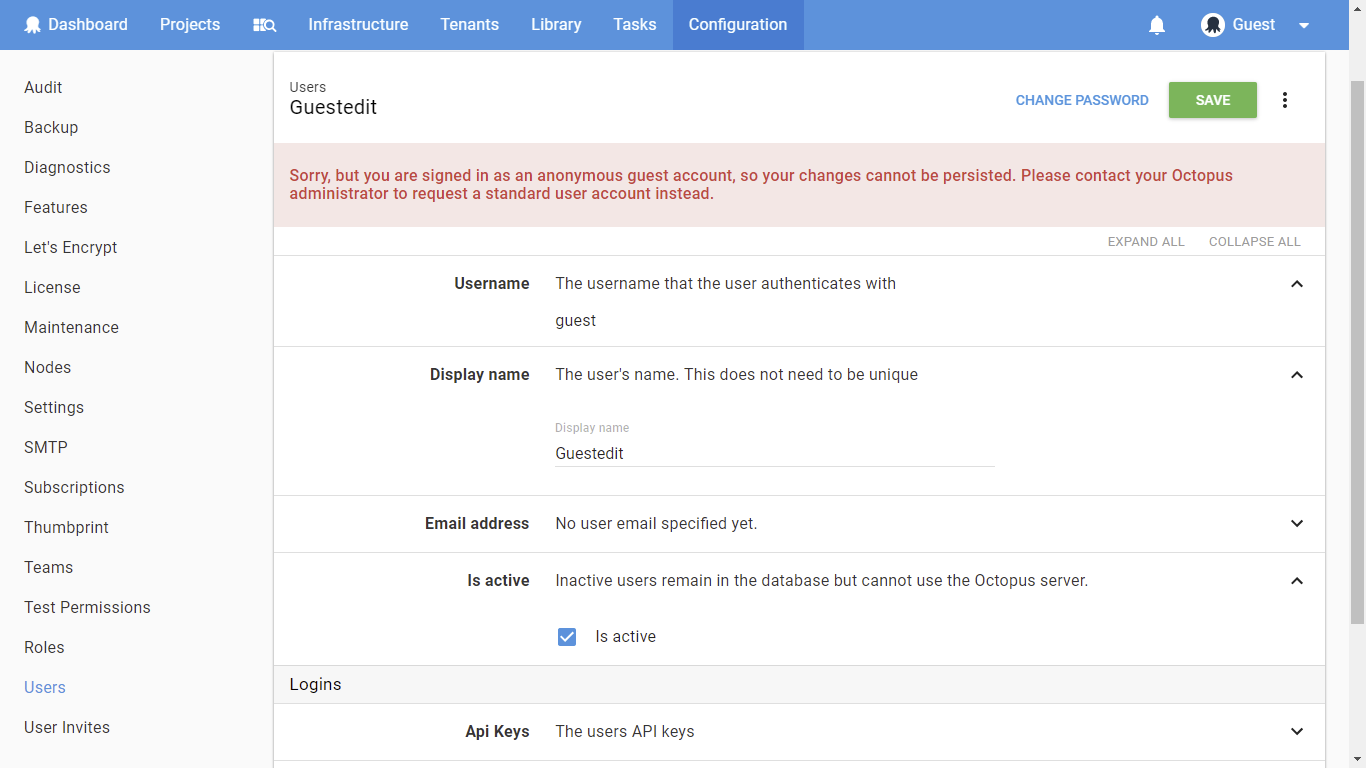 Dashboard Projects Infrastructure Tenants Library Tasks Configuration Guest
Audit
Backup
Diagnostics
Features
Let's Encrypt
License
Maintenance
Nodes
Settings
SMTP
Subscriptions
Thumbprint
Teams
Test Permissions
Roles
Users
User Invites
Users
Guestedit
CHANGE PASSWORD SAVE
Sorry, but you are signed in as an anonymous guest account, so your changes cannot be persisted. Please contact your Octopus
administrator to request a standard user account instead.
EXPAND ALL COLLAPSE ALL
Username The username that the user authenticates with
guest
Display name The user's name. This does not need to be unique
Display name
Guestedit
Email address No user email specified yet.
Is active Inactive users remain in the database but cannot use the Octopus server.
Is active
Logins
Api Keys The users API keys